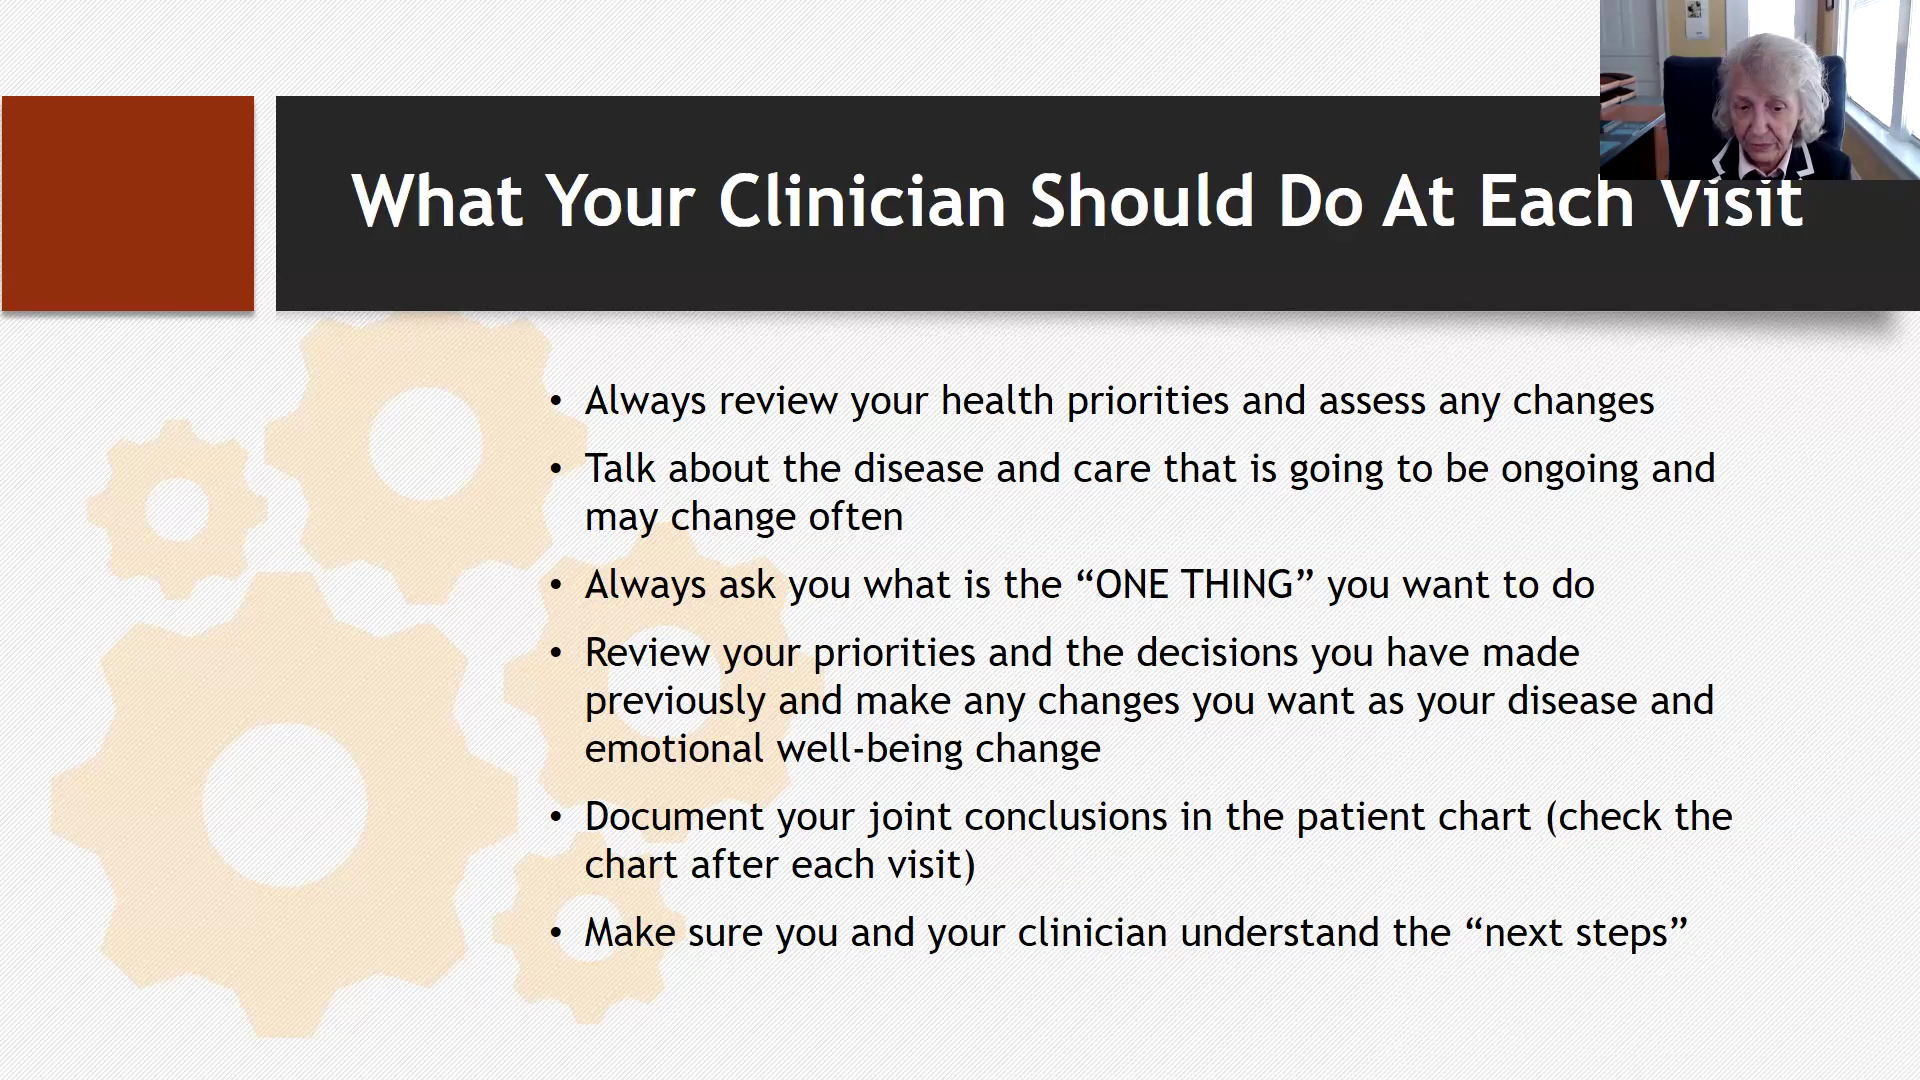 What Your Clinician Should Do At Each Visit
• Always review your health priorities and assess any changes
• Talk about the disease and care that is going to be ongoing and
may change often
• Always ask you what is the “ONE THING” you want to do
• Review your priorities and the decisions you have made
previously and make any changes you want as your disease and
emotional well-being change
• Document your joint conclusions in the patient chart (check the
chart after each visit)
• Make sure you and your clinician understand the “next steps”